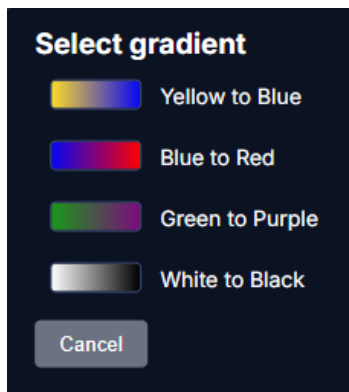 Select gradient
Yellow to Blue
Blue to Red
Green to Purple
White to Black
Cancel